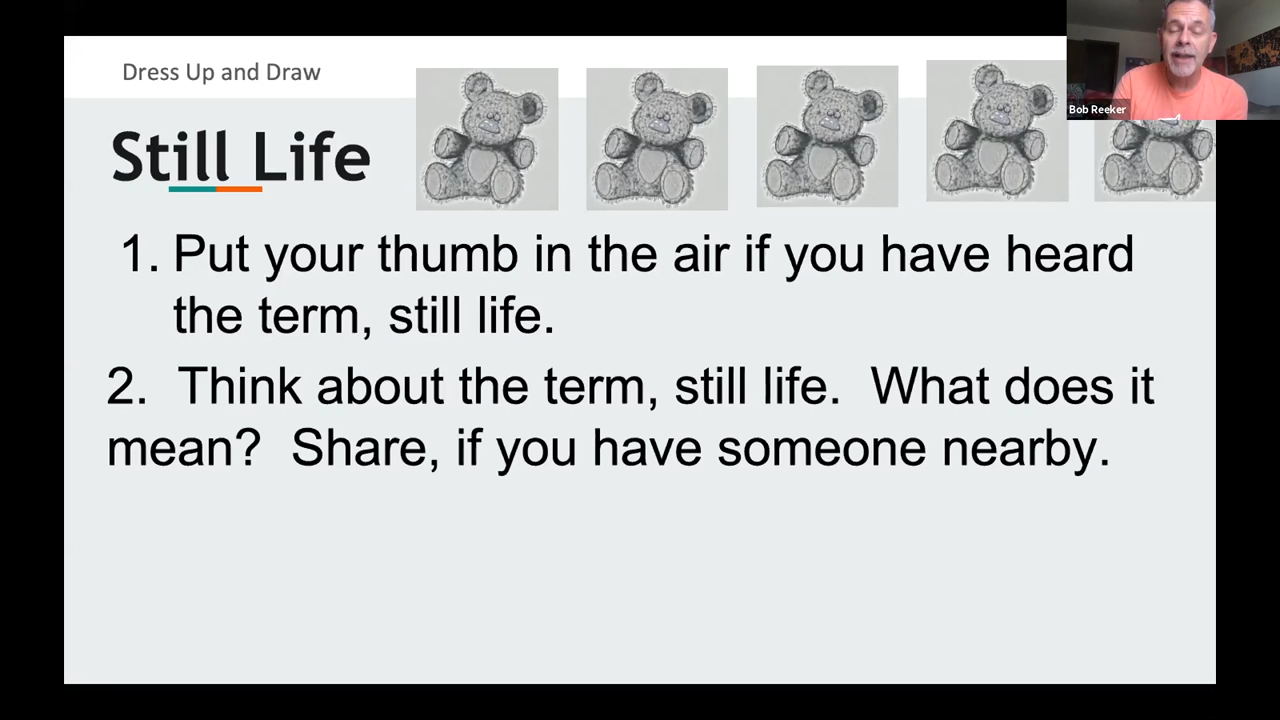 Dress Up and Draw
Bob Reeker
Still Life
1. Put your thumb in the air if you have heard
the term, still life.
2. Think about the term, still life. What does it
mean? Share, if you have someone nearby.